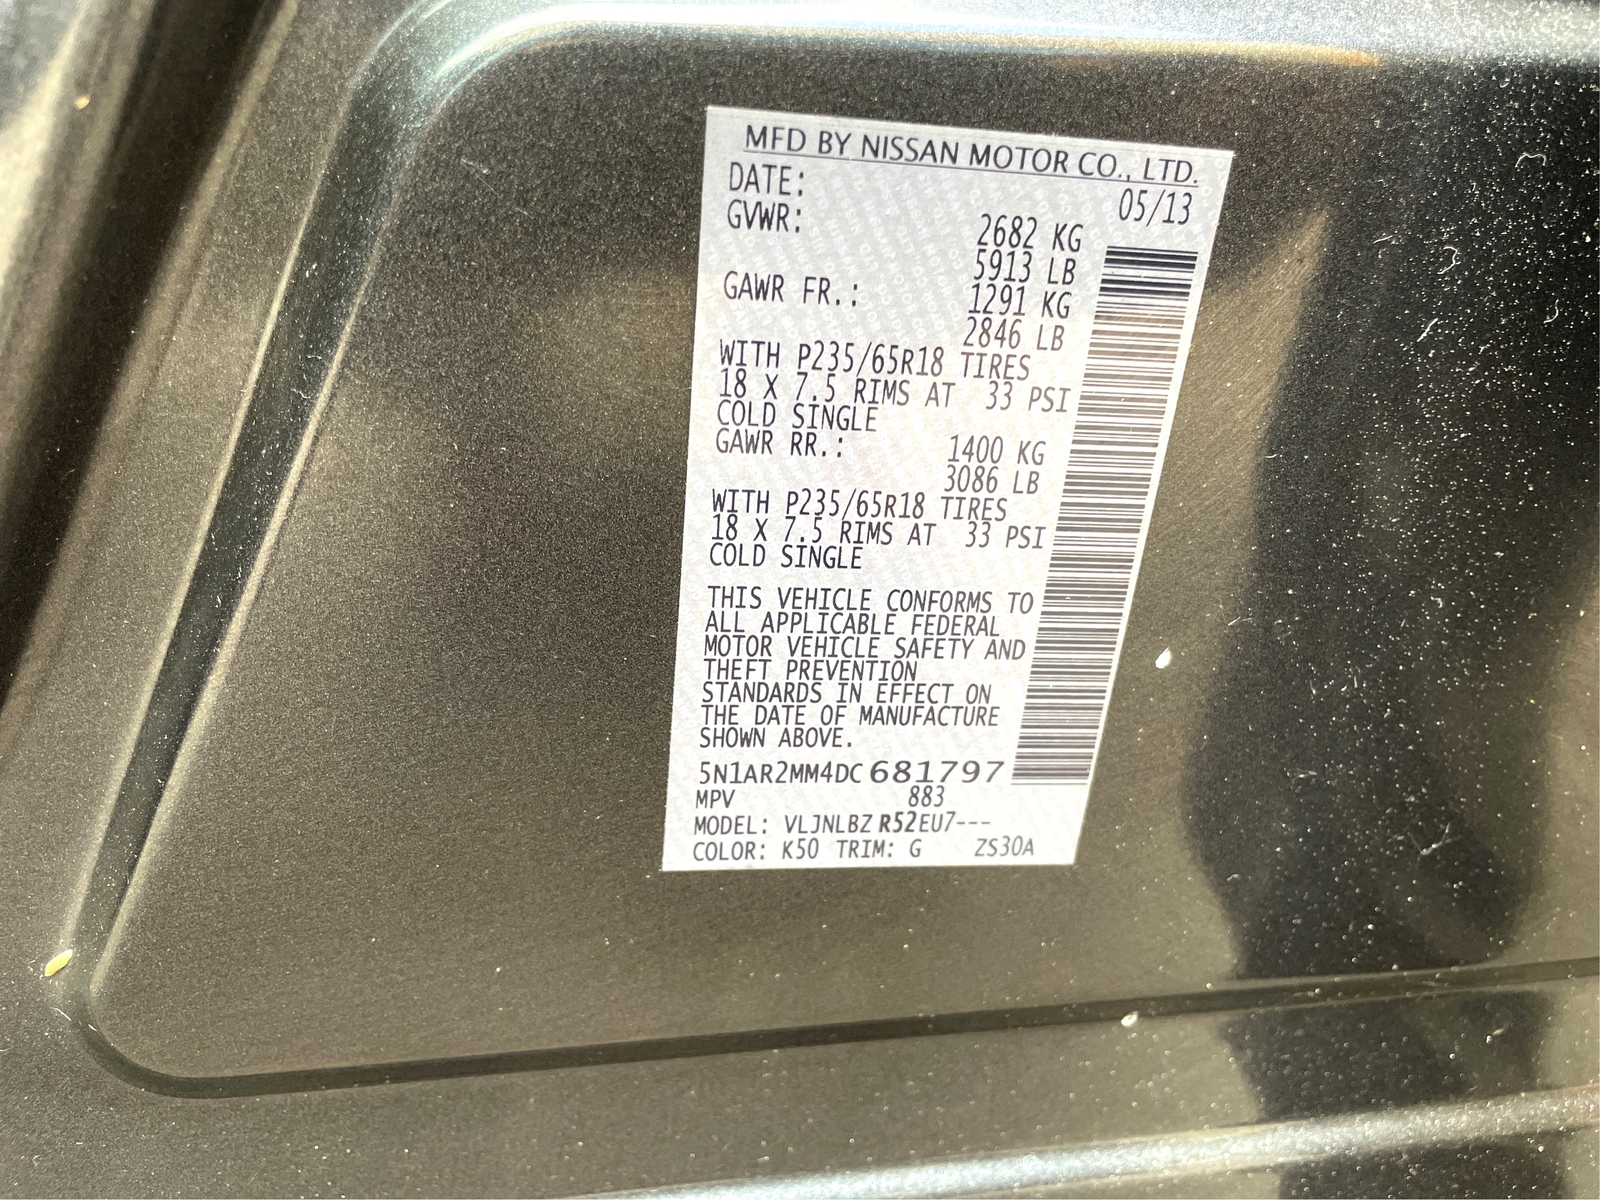 MFD BY NISSAN MOTOR CO., LTD.
DATE: 05/13
GVWR: 2682 KG
5913 LB
GAWR FR.: 1291 KG
2846 LB
WITH P235/65R18 TIRES
18 X 7.5 RIMS AT 33 PSI
COLD SINGLE
GAWR RR.: 1400 KG
3086 LB
WITH P235/65R18 TIRES
18 X 7.5 RIMS AT 33 PSI
COLD SINGLE
THIS VEHICLE CONFORMS TO
ALL APPLICABLE FEDERAL
MOTOR VEHICLE SAFETY AND
THEFT PREVENTION
STANDARDS IN EFFECT ON
THE DATE OF MANUFACTURE
SHOWN ABOVE.
5N1AR2MM4DC681797
MPV 883
MODEL: VLJNLBZ R52EU7---
COLOR: K50 TRIM: G ZS30A